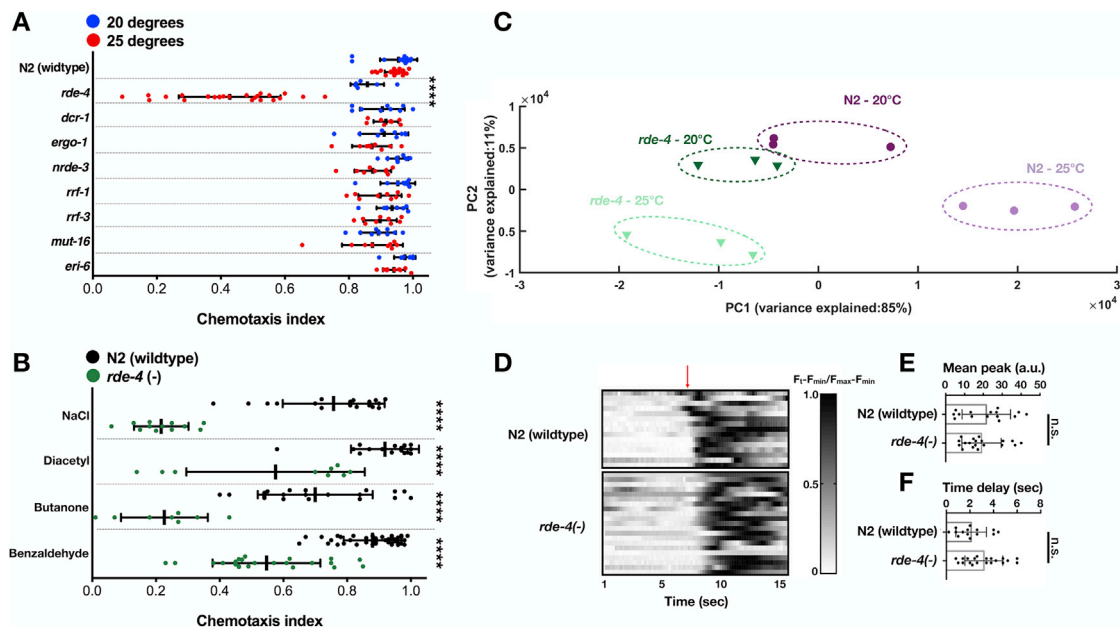 A
20 degrees
25 degrees
N2 (widtype)
rde-4
dcr-1
ergo-1
nrde-3
rrf-1
rrf-3
mut-16
eri-6
****
0.0 0.2 0.4 0.6 0.8 1.0
Chemotaxis index
B
N2 (wildtype)
rde-4 (-)
NaCl
Diacetyl
Butanone
Benzaldehyde
****
****
****
****
0.0 0.2 0.4 0.6 0.8 1.0
Chemotaxis index
C
×10⁴
1
0.5
0
0.5
-1
PC2
(variance explained:11%)
N2 - 20°C
rde-4 - 20°C
N2 - 25°C
rde-4 - 25°C
-2 -1 0 1 2 3
×10⁴
PC1 (variance explained:85%)
D
Ft-Fmin/Fmax-Fmin
N2 (wildtype)
rde-4(-)
1.0
0.5
0
1 5 10 15
Time (sec)
E
Mean peak (a.u.)
0 10 20 30 40 50
N2 (wildtype)
rde-4(-)
n.s.
F
Time delay (sec)
0 2 4 6 8
N2 (wildtype)
rde-4(-)
n.s.